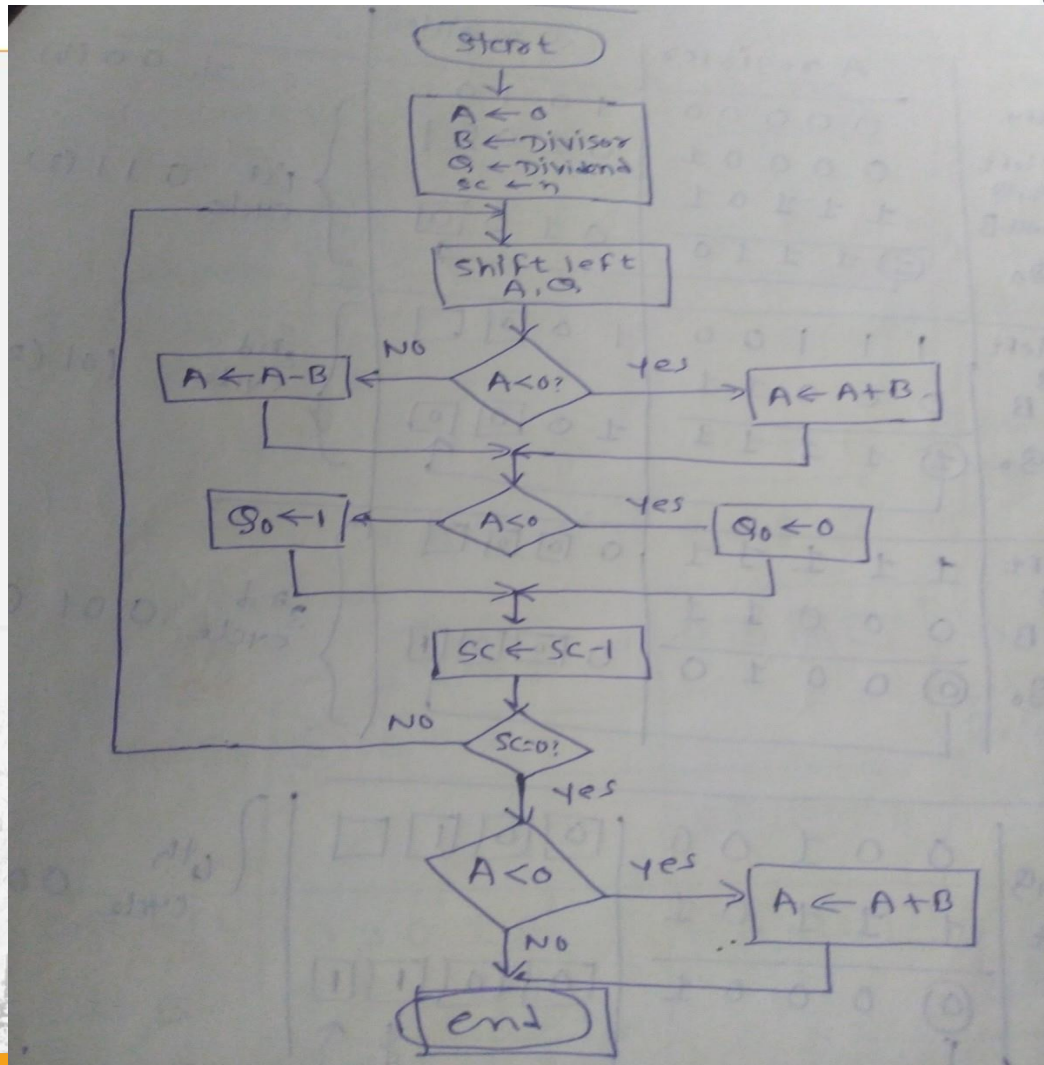 Start
A ← 0
B ← Divisor
Q ← Dividend
SC ← n
Shift left
A, Q
A<0?
NO
Yes
A ← A-B
A ← A+B
A<0
Yes
Q0 ← 1
Q0 ← 0
SC ← SC-1
SC=0?
NO
Yes
A<0
Yes
A ← A+B
NO
end